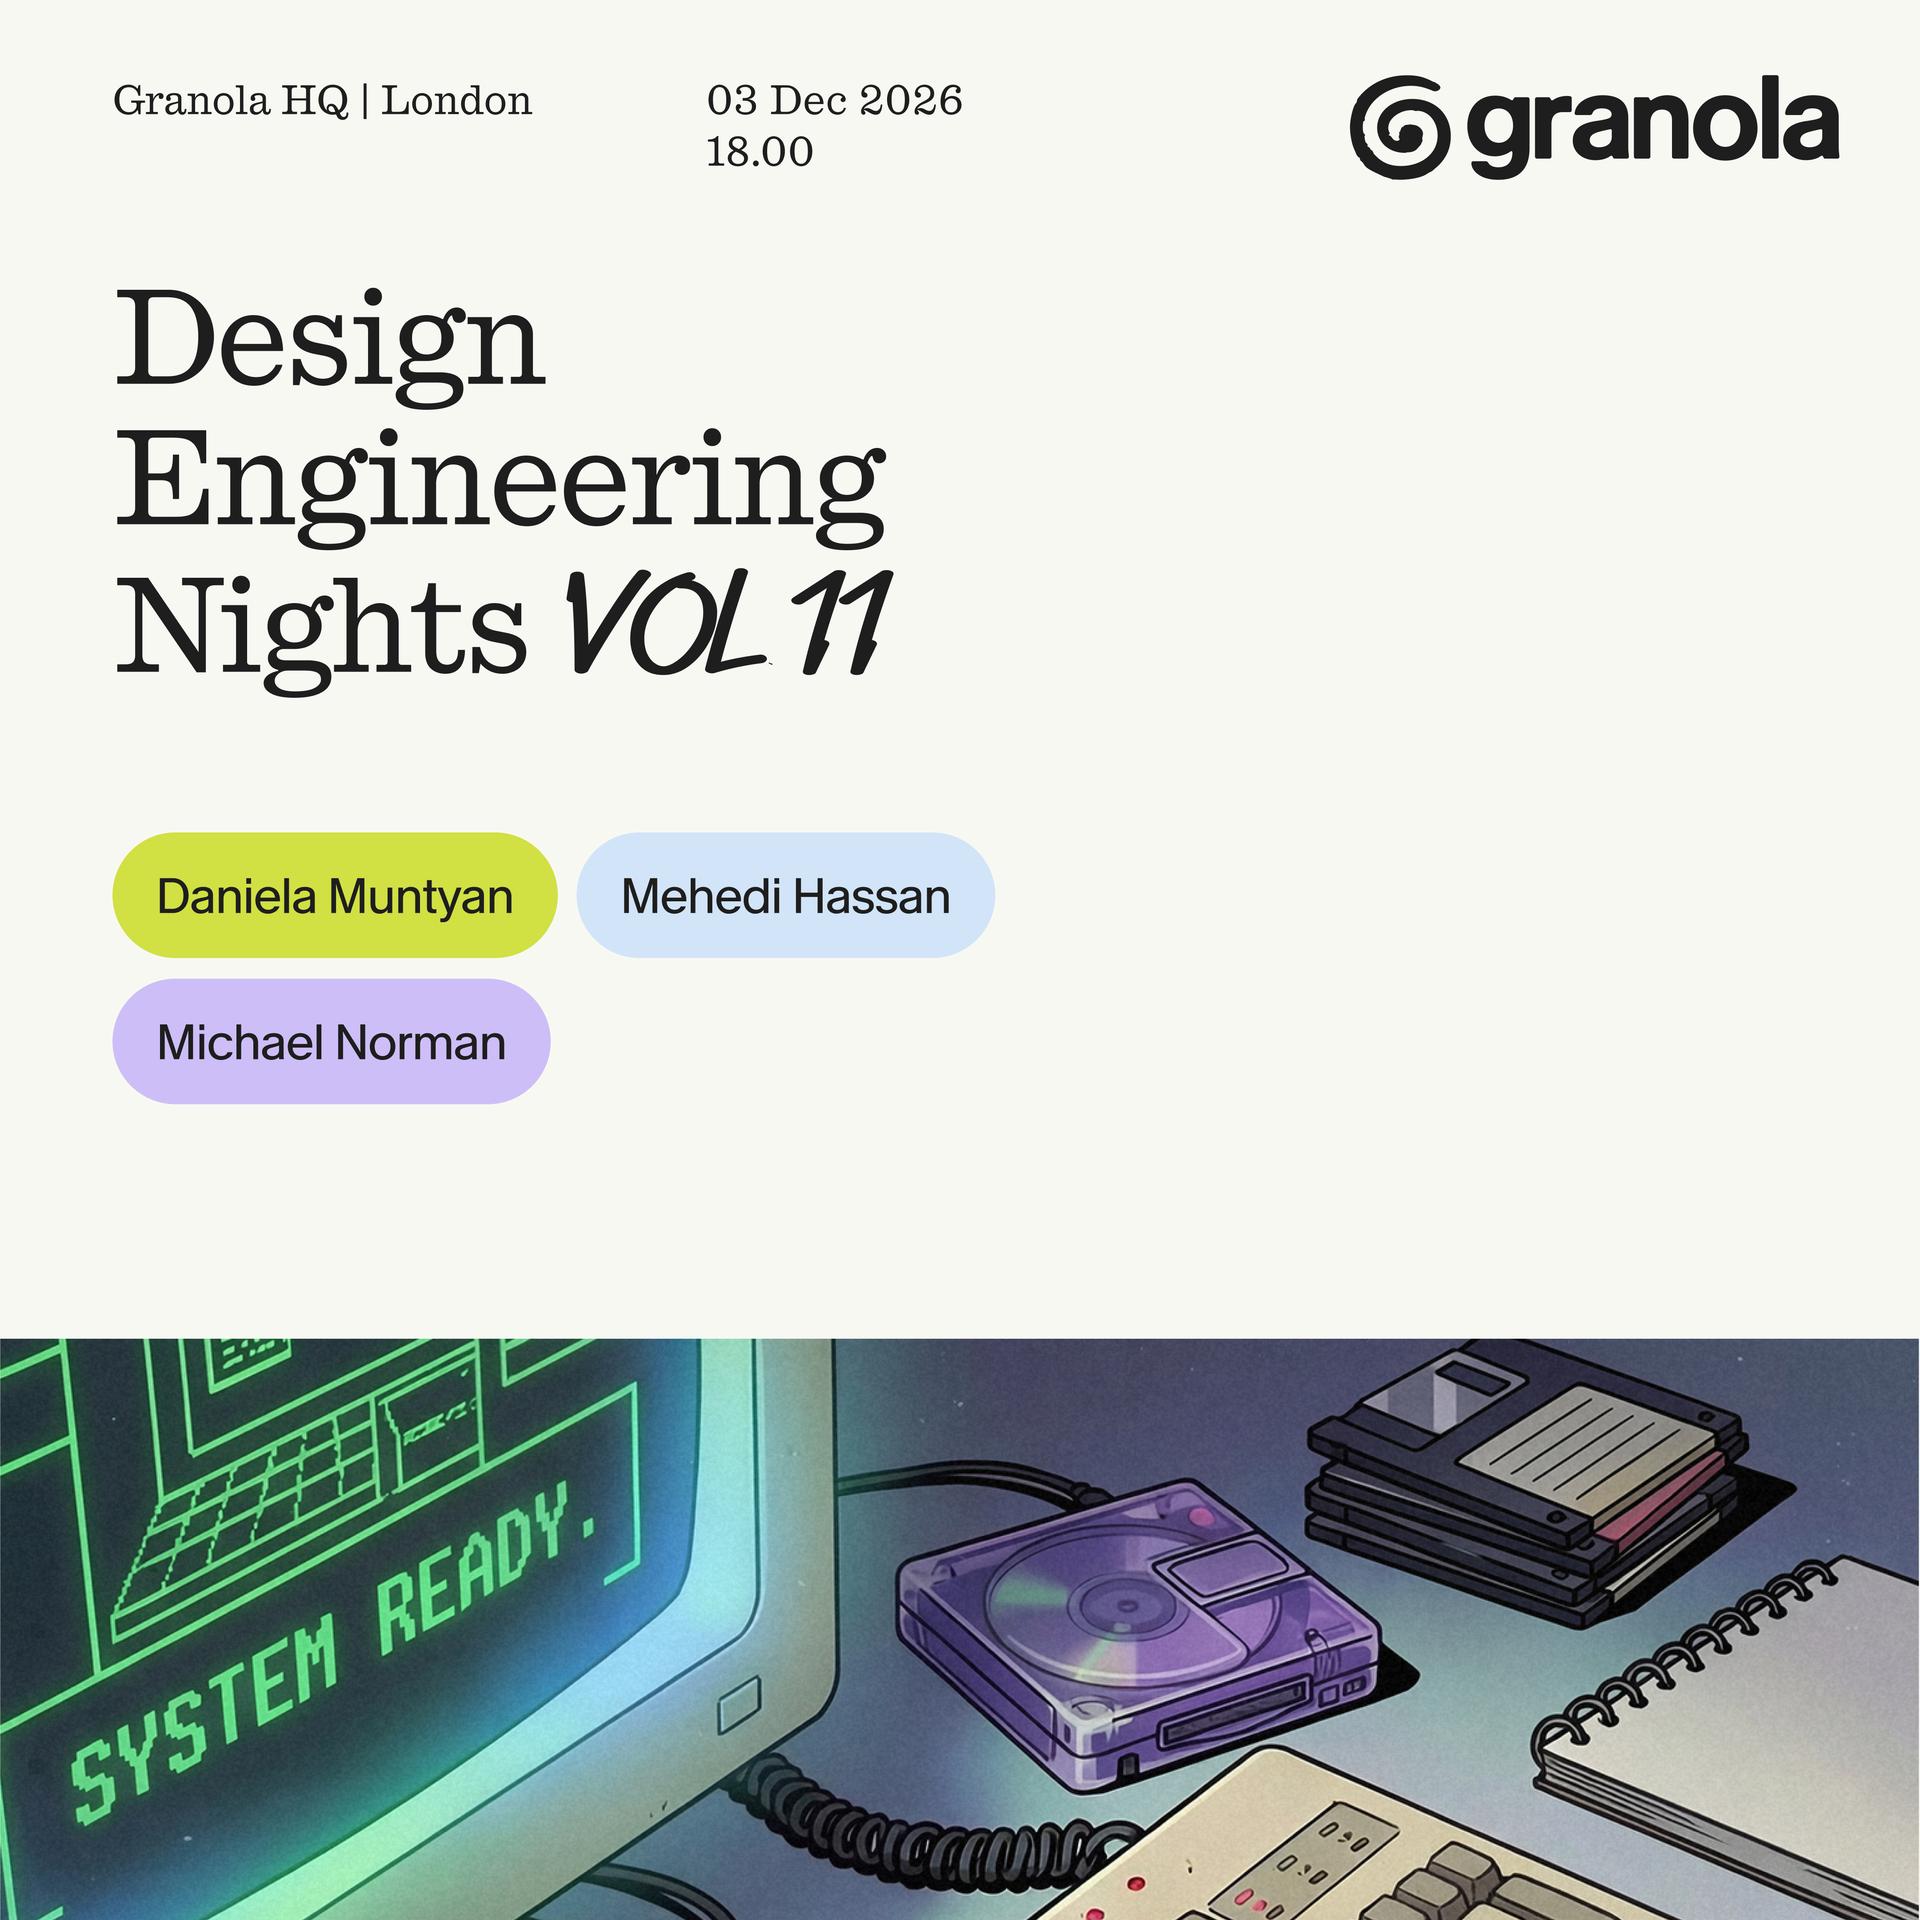 Granola HQ | London
03 Dec 2026
18.00
granola
Design
Engineering
Nights VOL 11
Daniela Muntyan
Mehedi Hassan
Michael Norman
SYSTEM READY.